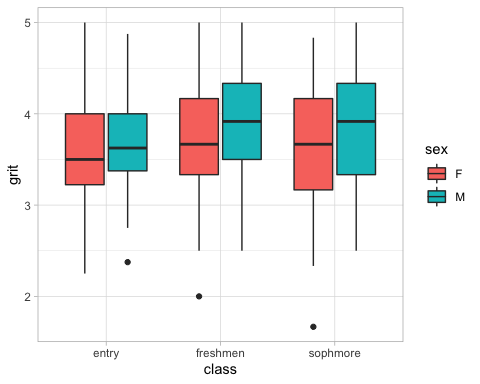 5
4
3
2
grit
entry
freshmen
sophmore
class
sex
F
M